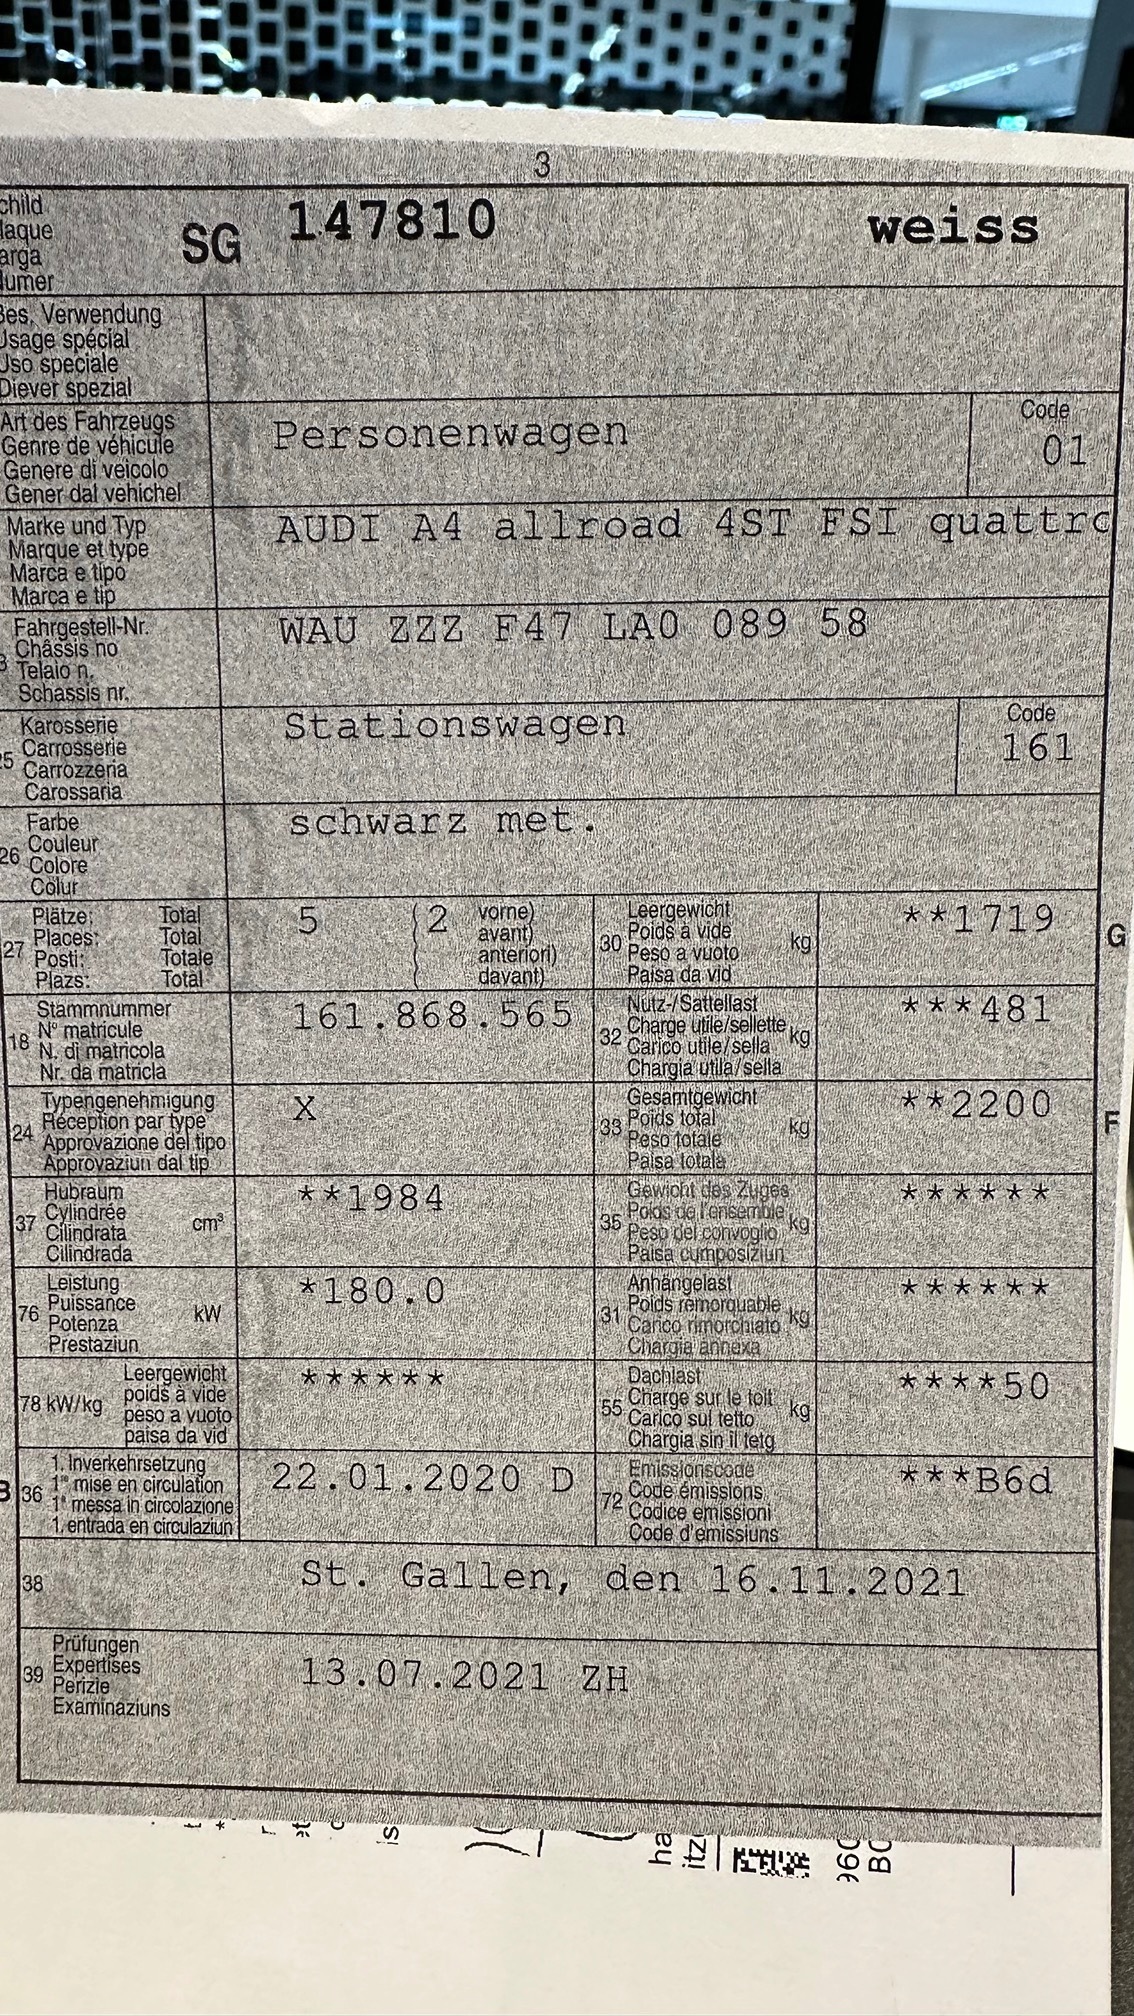 3
child
laque
arga
lumer
SG 147810 weiss
Bes. Verwendung
Usage spécial
Uso speciale
Diever spezial
Art des Fahrzeugs
Genre de véhicule
Genere di veicolo
Gener dal vehichel
Personenwagen
Code
01
Marke und Typ
Marque et type
Marca e tipo
Marca e tip
AUDI A4 allroad 4ST FSI quattro
Fahrgestell-Nr.
Châssis no
3 Telaio n.
Schassis nr.
WAU ZZZ F47 LA0 089 58
Karosserie
25 Carrosserie
Carrozzeria
Carossaria
Stationswagen
Code
161
Farbe
Couleur
26 Colore
Colur
schwarz met.
27
Plätze: Total
Places: Total
Posti: Totale
Plazs: Total
5 (2 vorne)
avant)
anteriori)
davant)
30
Leergewicht
Poids à vide
Peso a vuoto kg
Paisa da vid
**1719
G
18
Stammnummer
N° matricule
N. di matricola
Nr. da matricla
161.868.565
32
Nutz-/Sattellast
Charge utile/sellette
Carico utile/sella kg
Chargia utila/sella
***481
24
Typengenehmigung
Réception par type
Approvazione del tipo
Approvaziun dal tip
X
33
Gesamtgewicht
Poids total
Peso totale kg
Paisa totala
**2200
F
37
Hubraum
Cylindrée
Cilindrata cm³
Cilindrada
**1984
35
Gewicht des Zuges
Poids de l'ensemble
Peso del convoglio kg
Paisa cumposiziun
******
76
Leistung
Puissance
Potenza kW
Prestaziun
*180.0
31
Anhängelast
Poids remorquable
Carico rimorchiato kg
Chargia annexa
******
78 kW/kg
Leergewicht
poids à vide
peso a vuoto
paisa da vid
******
55
Dachlast
Charge sur le toit
Carico sul tetto kg
Chargia sin il tetg
****50
B 36
1. Inverkehrsetzung
1re mise en circulation
1a messa in circolazione
1. entrada en circulaziun
22.01.2020 D
72
Emissionscode
Code émissions
Codice emissioni
Code d'emissiuns
***B6d
38
St. Gallen, den 16.11.2021
39
Prüfungen
Expertises
Perizie
Examinaziuns
13.07.2021 ZH